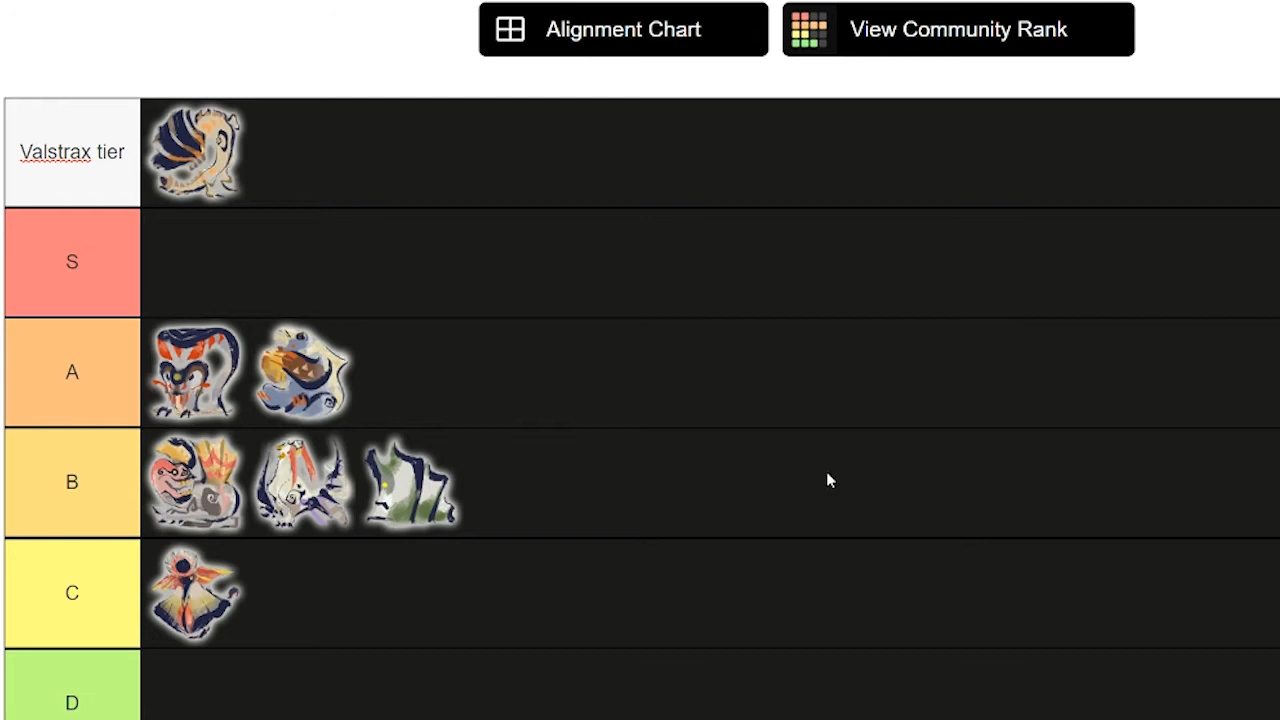 Alignment Chart
View Community Rank
Valstrax tier
S
A
B
C
D